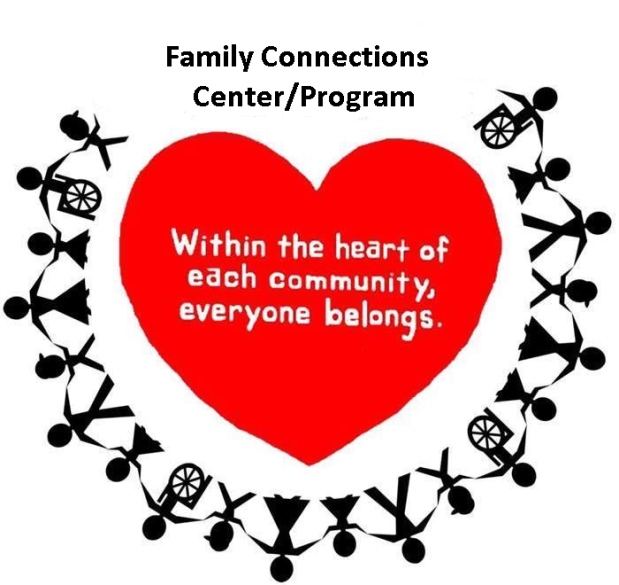 Family Connections
Center/Program
Within the heart of
each community,
everyone belongs.